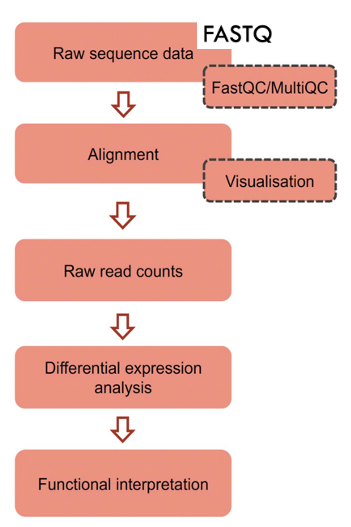 FASTQ
Raw sequence data
FastQC/MultiQC
Alignment
Visualisation
Raw read counts
Differential expression
analysis
Functional interpretation